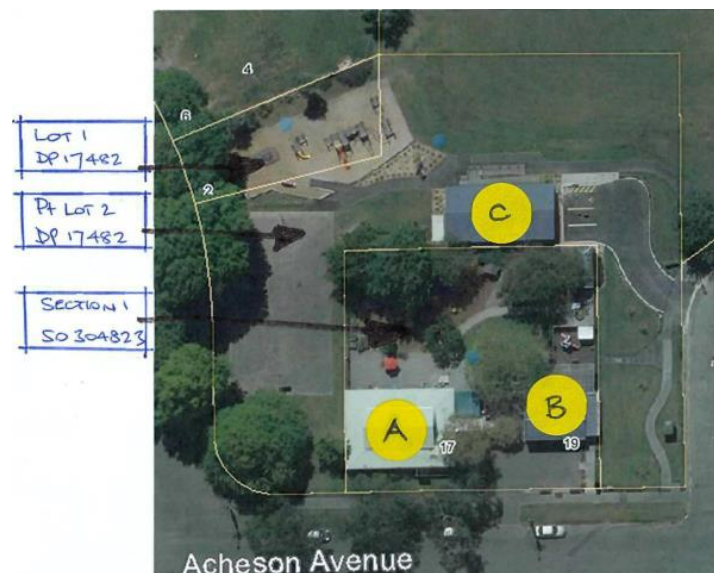 4
6
LOT 1
DP 17482
2
Pt LOT 2
DP 17482
C
SECTION 1
SO 304823
B
A
17
19
Acheson Avenue